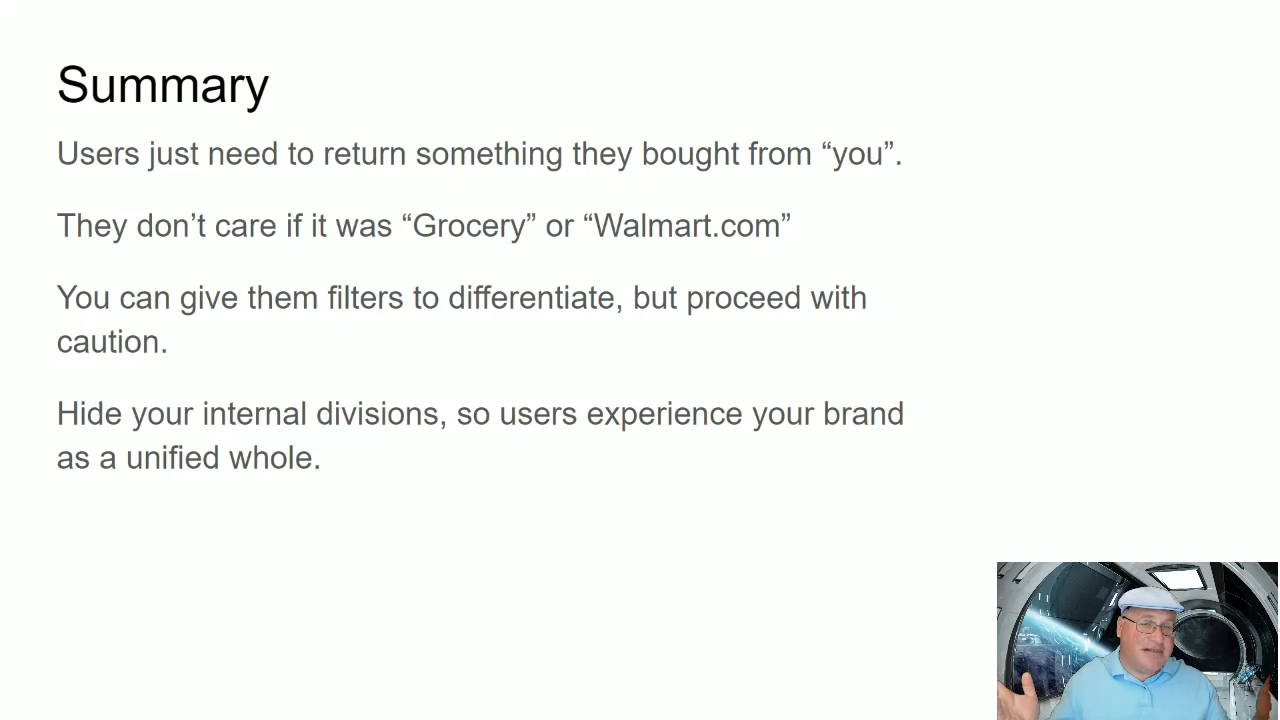 Summary
Users just need to return something they bought from “you”.
They don’t care if it was “Grocery” or “Walmart.com”
You can give them filters to differentiate, but proceed with
caution.
Hide your internal divisions, so users experience your brand
as a unified whole.